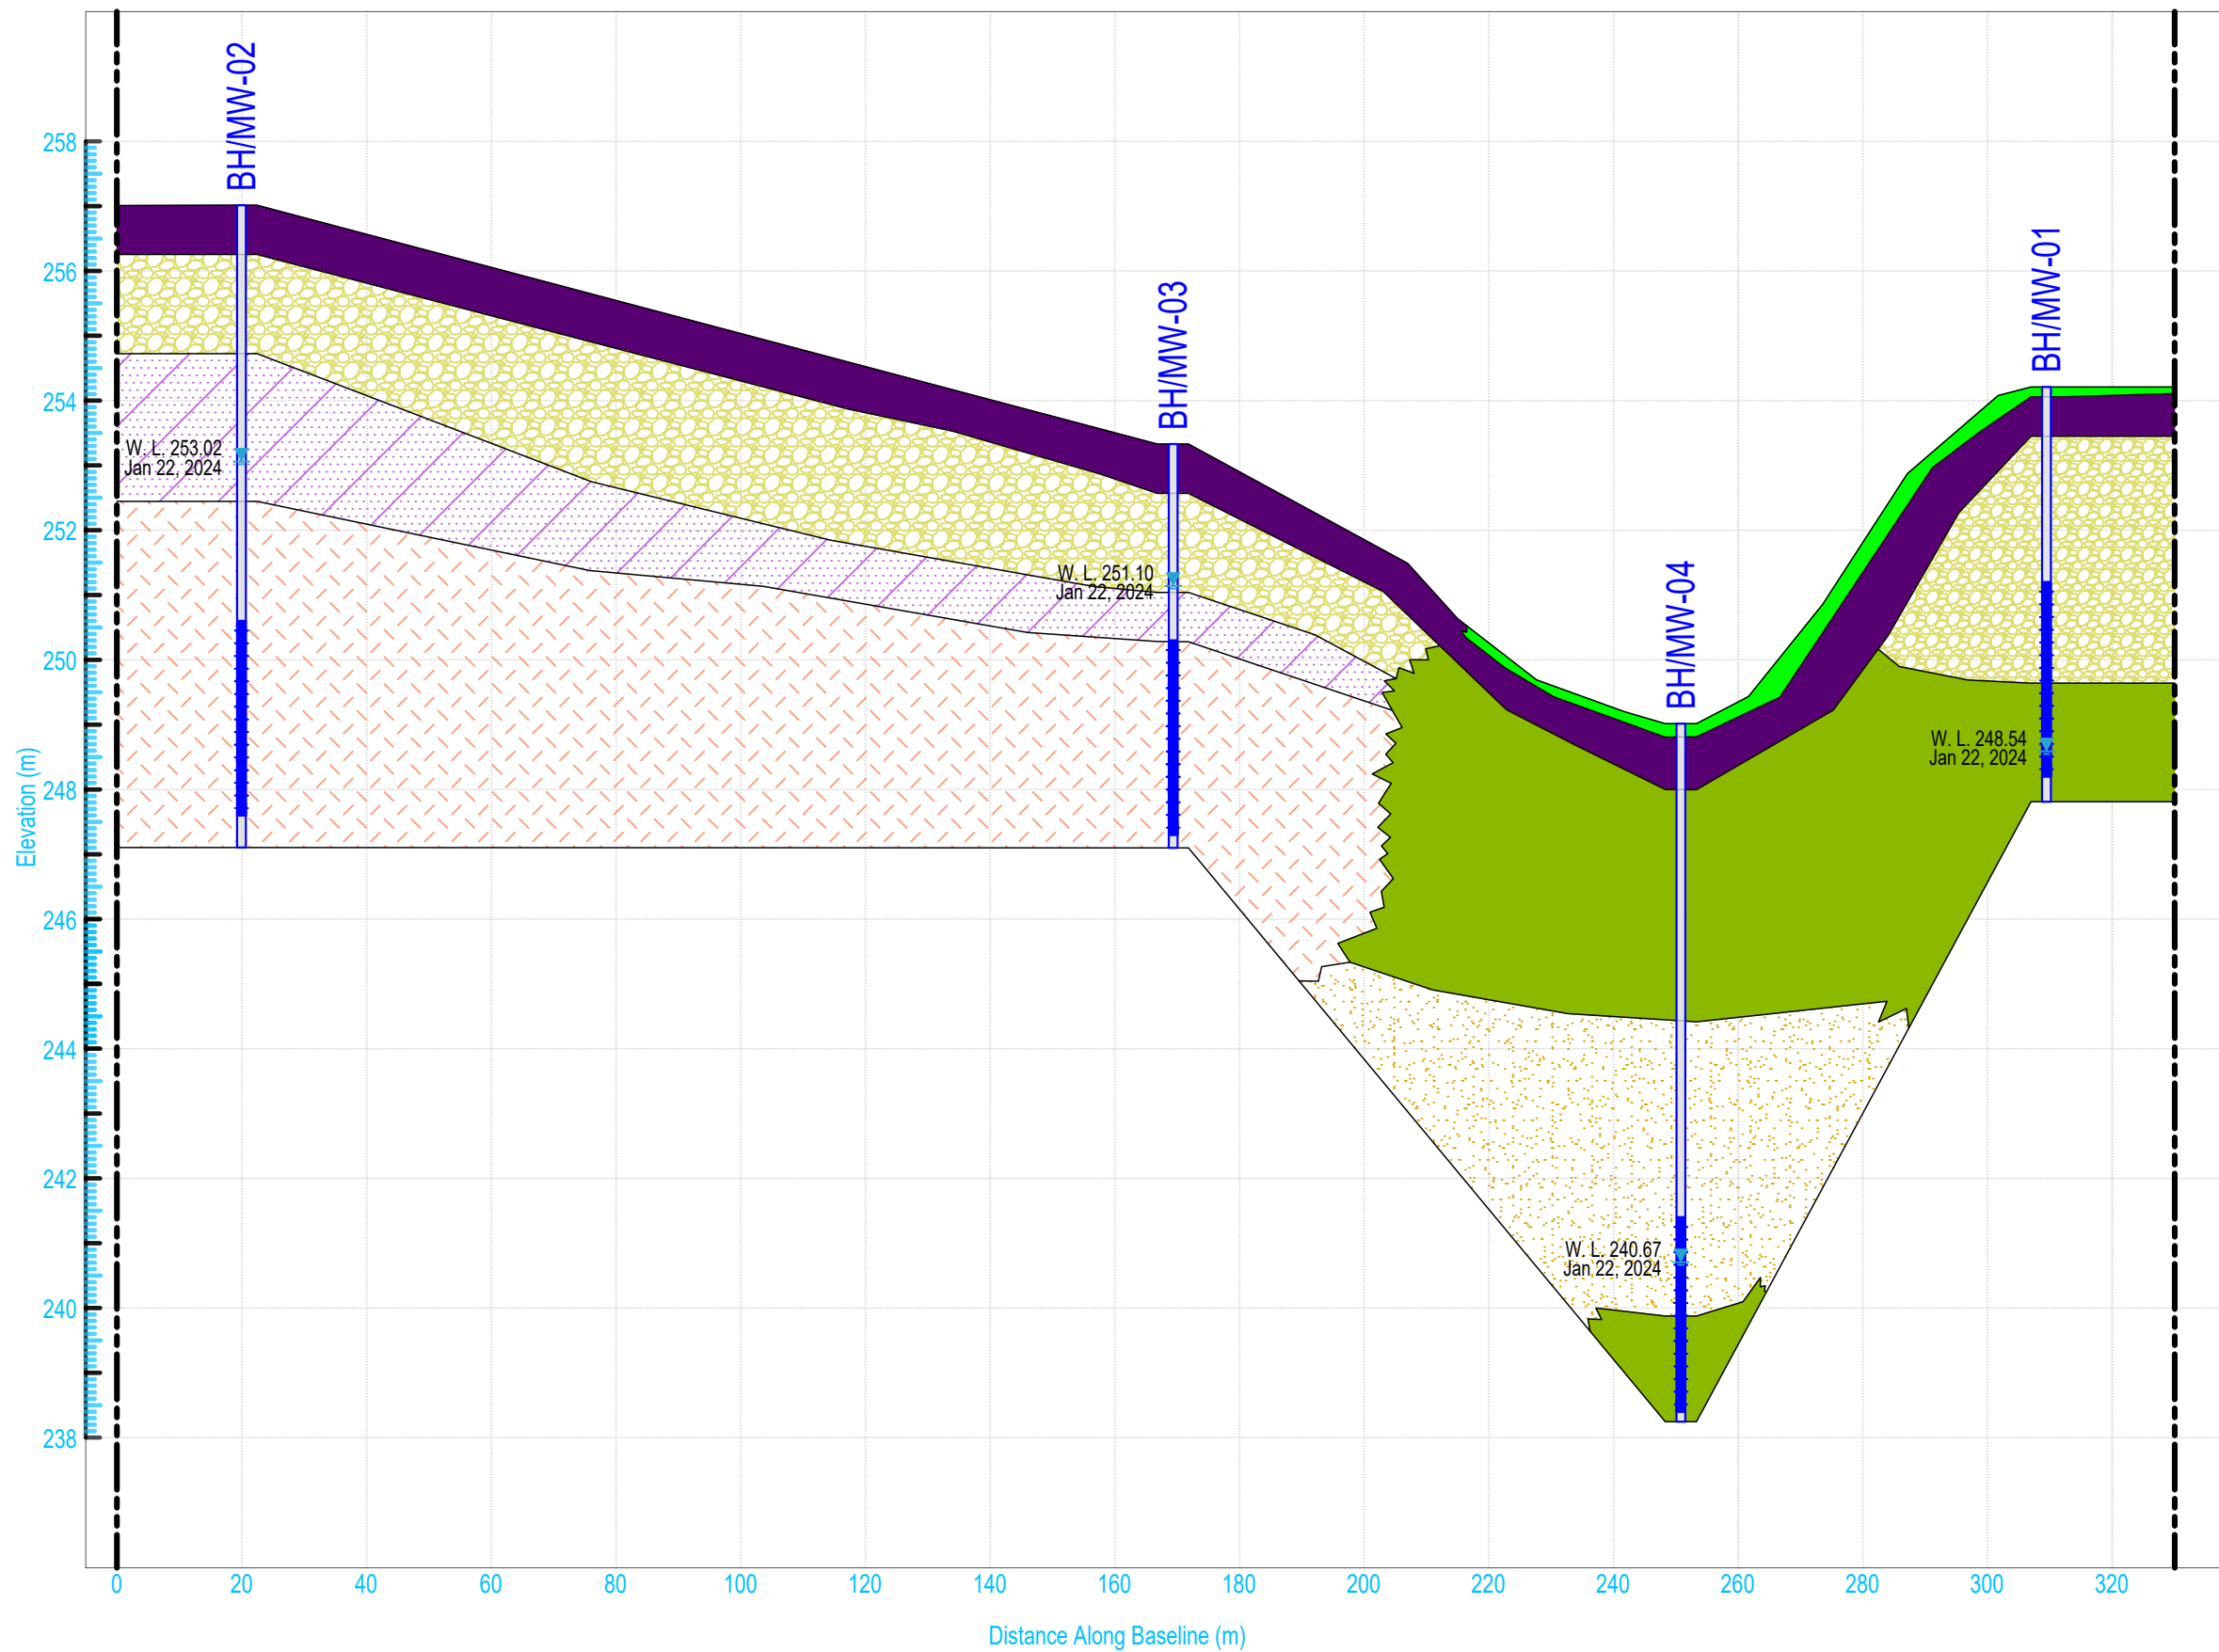 BH/MW-02
BH/MW-03
BH/MW-04
BH/MW-01
W. L. 253.02
Jan 22, 2024
W. L. 251.10
Jan 22, 2024
W. L. 248.54
Jan 22, 2024
W. L. 240.67
Jan 22, 2024
Elevation (m)
258
256
254
252
250
248
246
244
242
240
238
0 20 40 60 80 100 120 140 160 180 200 220 240 260 280 300 320
Distance Along Baseline (m)